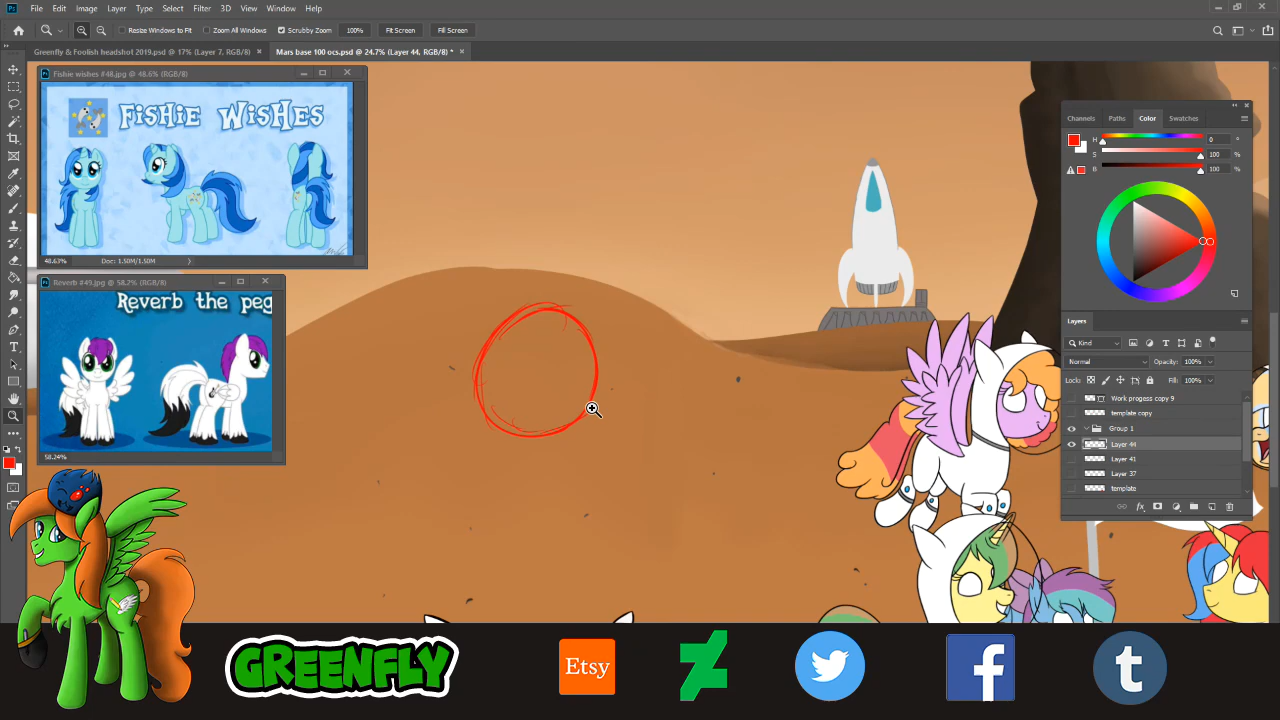 File Edit Image Layer Type Select Filter 3D View Window Help
Resize Windows to Fit Zoom All Windows Scrubby Zoom 100% Fit Screen Fill Screen
Greenfly & Foolish headshot 2019.psd @ 17% (Layer 7, RGB/8) × Mars base 100 ocs.psd @ 24.7% (Layer 44, RGB/8) * ×
Fishie wishes #48.jpg @ 48.6% (RGB/8)
FiSHiE WiSHES
48.63% Doc: 1.50M/1.50M
Reverb #49.jpg @ 58.2% (RGB/8)
Reverb the peg
58.24%
Channels Paths Color Swatches
H 0 °
S 100 %
B 100 %
Layers
Kind
Normal Opacity: 100%
Lock: Fill: 100%
Work progess copy 9
template copy
Group 1
Layer 44
Layer 41
Layer 37
template
GREENFLY
Etsy
f
t